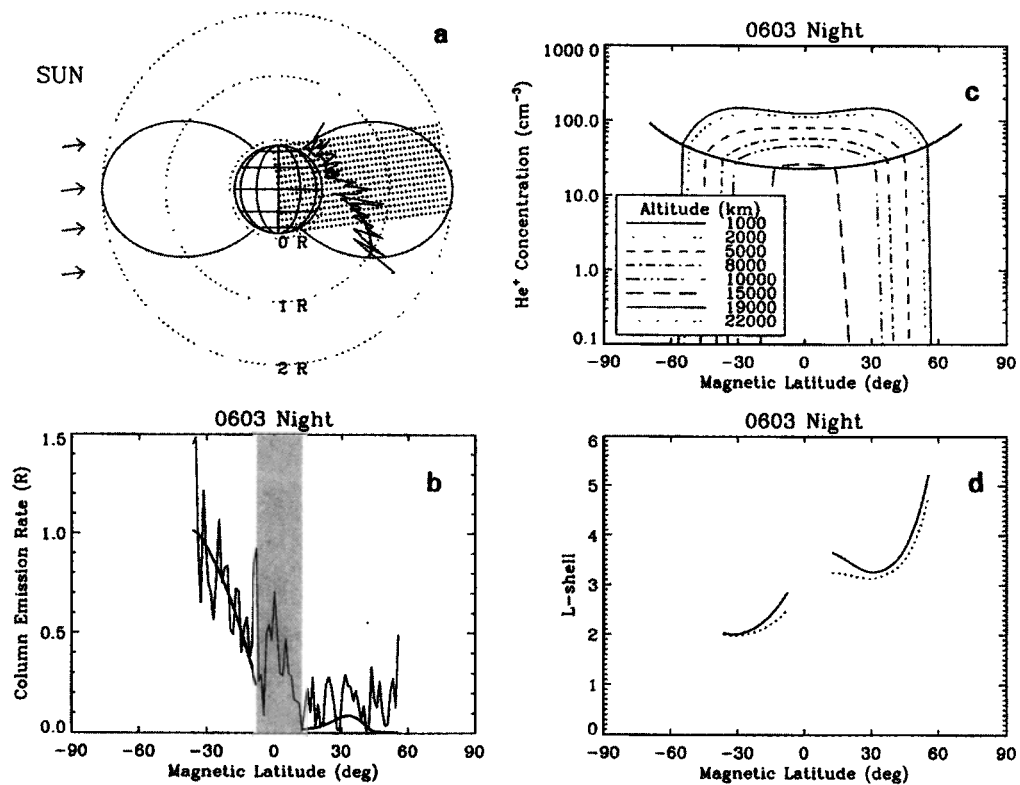 a
SUN
0 R
1 R
2 R
0603 Night
c
He+ Concentration (cm−3)
1000 0
100.0
10.0
1.0
0.1
Altitude (km)
1000
2000
5000
8000
10000
15000
19000
22000
−90 −60 −30 0 30 60 90
Magnetic Latitude (deg)
0603 Night
b
Column Emission Rate (R)
1.5
1.0
0.5
0.0
−90 −60 −30 0 30 60 90
Magnetic Latitude (deg)
0603 Night
d
L-shell
6
5
4
3
2
1
0
−90 −60 −30 0 30 60 90
Magnetic Latitude (deg)